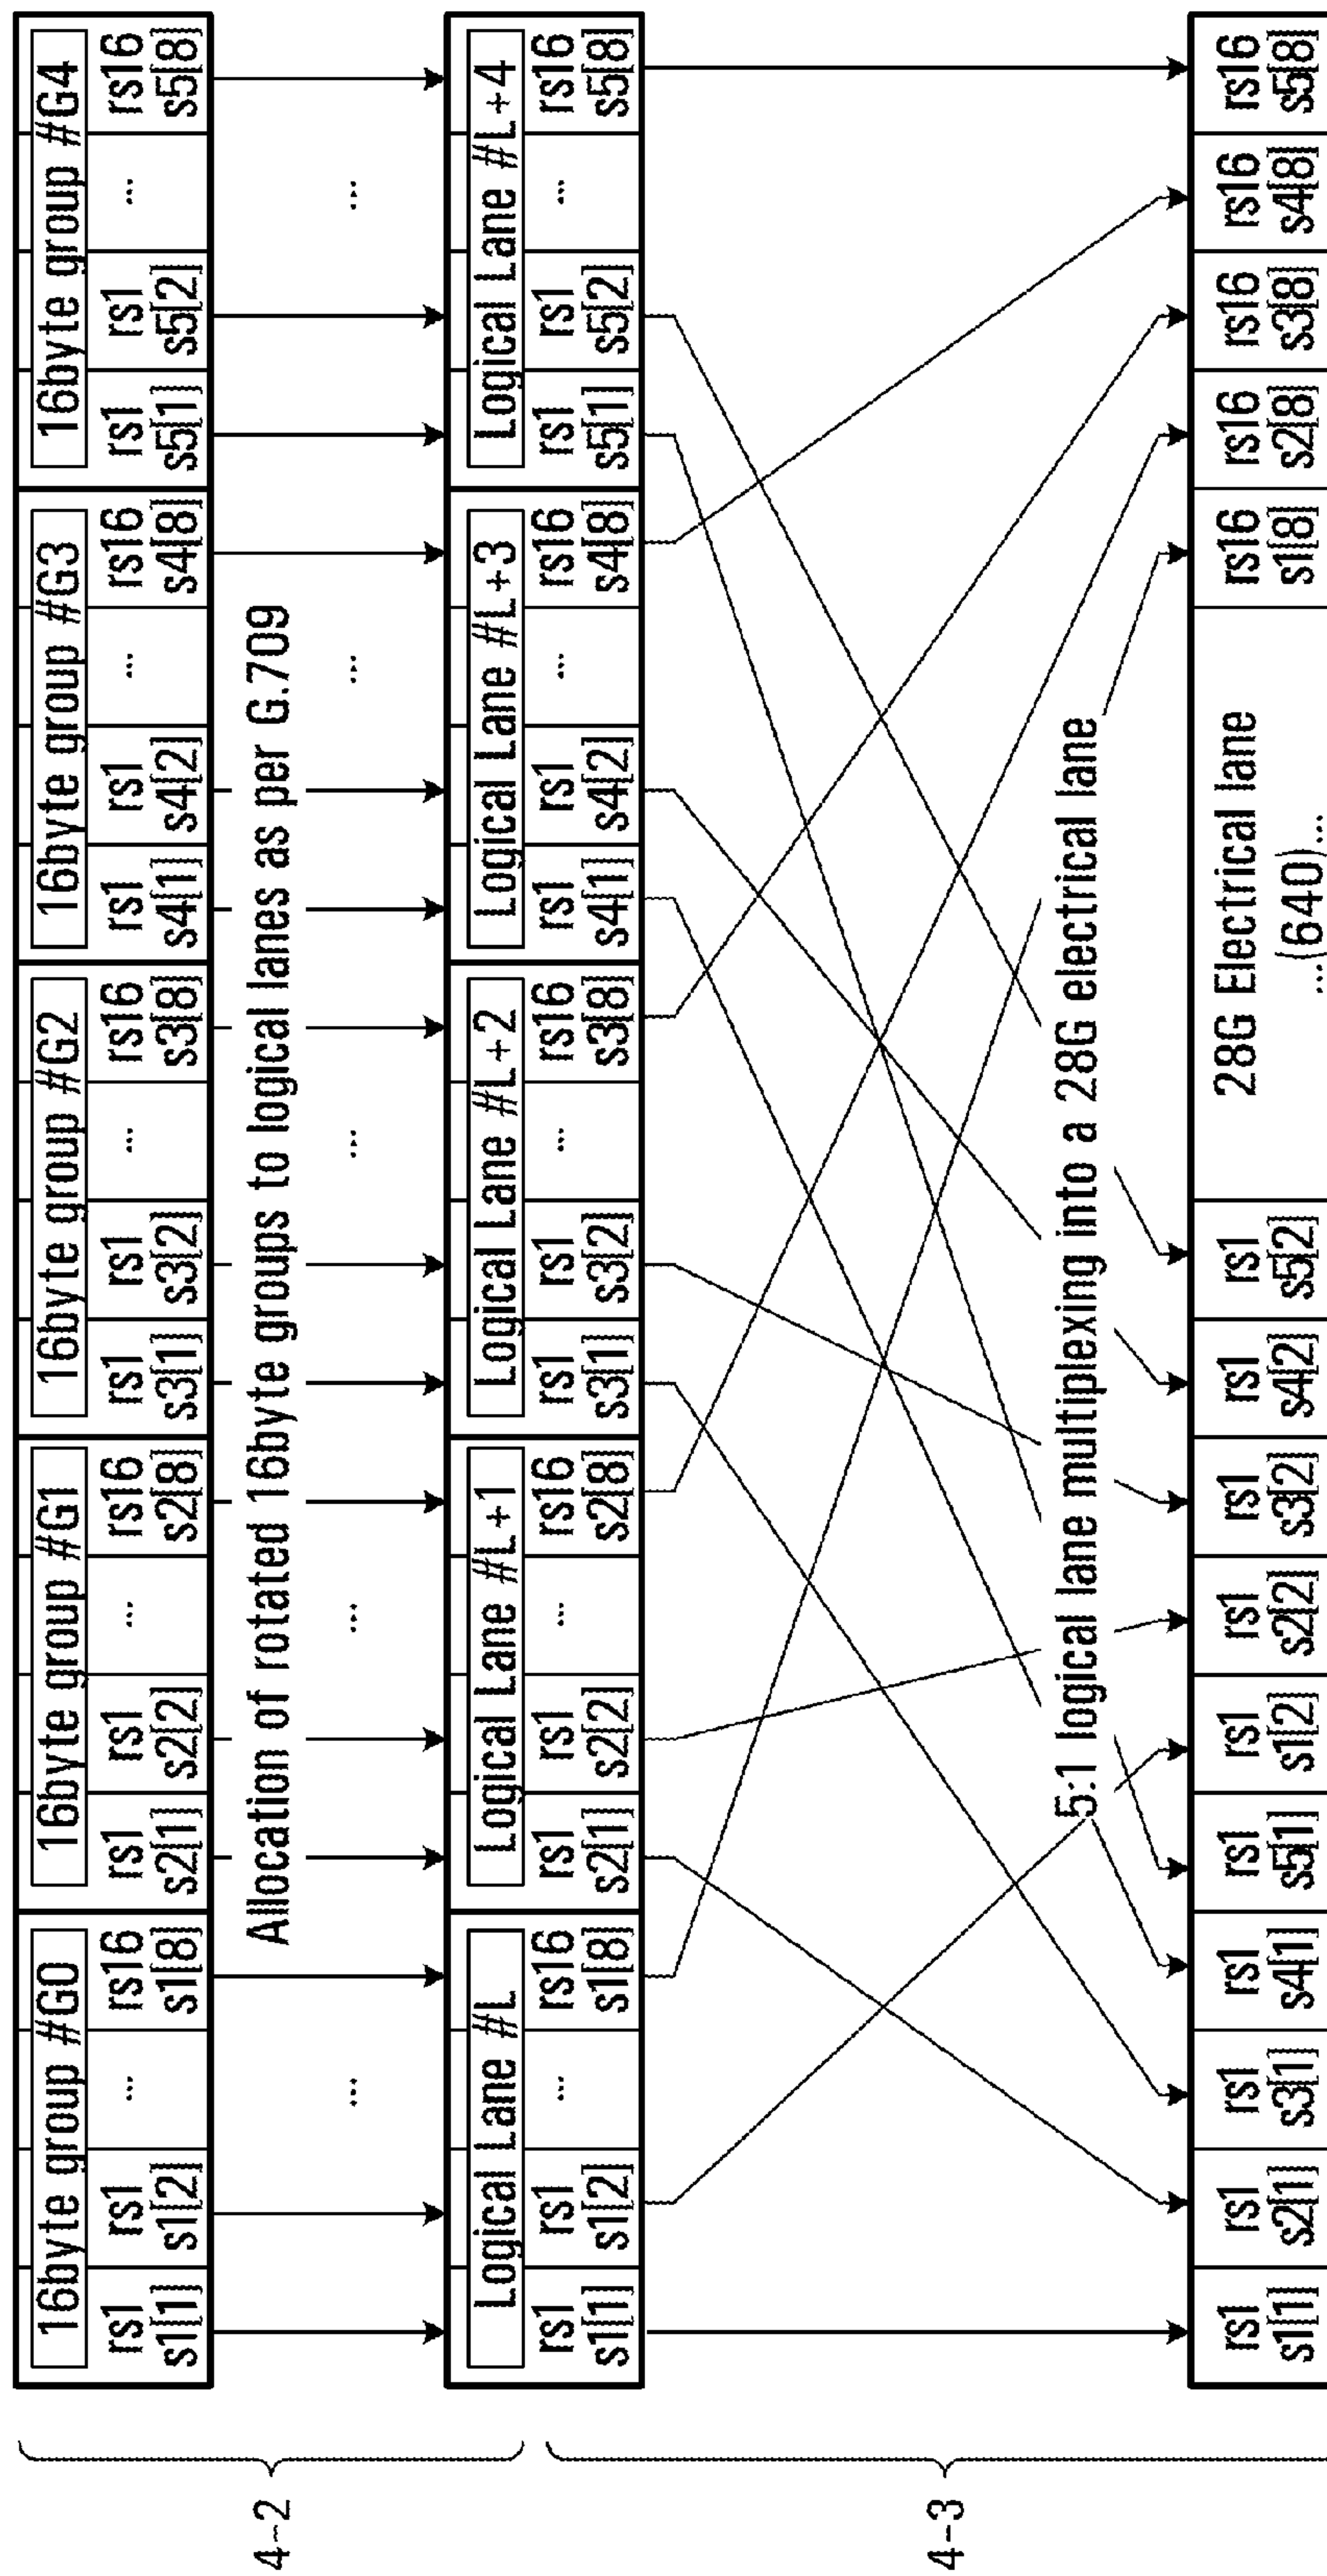 16byte group #G0
16byte group #G1
16byte group #G2
16byte group #G3
16byte group #G4
rs1 rs1 ... rs16 rs1 rs1 ... rs16 rs1 rs1 ... rs16 rs1 rs1 ... rs16 rs1 rs1 ... rs16
s1[1] s1[2] s1[8] s2[1] s2[2] s2[8] s3[1] s3[2] s3[8] s4[1] s4[2] s4[8] s5[1] s5[2] s5[8]
4-2
Allocation of rotated 16byte groups to logical lanes as per G.709
... ... ... ... ...
Logical Lane #L
Logical Lane #L+1
Logical Lane #L+2
Logical Lane #L+3
Logical Lane #L+4
rs1 rs1 ... rs16 rs1 rs1 ... rs16 rs1 rs1 ... rs16 rs1 rs1 ... rs16 rs1 rs1 ... rs16
s1[1] s1[2] s1[8] s2[1] s2[2] s2[8] s3[1] s3[2] s3[8] s4[1] s4[2] s4[8] s5[1] s5[2] s5[8]
4-3
5:1 logical lane multiplexing into a 28G electrical lane
rs1 rs1 rs1 rs1 rs1 rs1 rs1 rs1 rs1 rs1 28G Electrical lane rs16 rs16 rs16 rs16 rs16
s1[1] s2[1] s3[1] s4[1] s5[1] s1[2] s2[2] s3[2] s4[2] s5[2] ...(640)... s1[8] s2[8] s3[8] s4[8] s5[8]